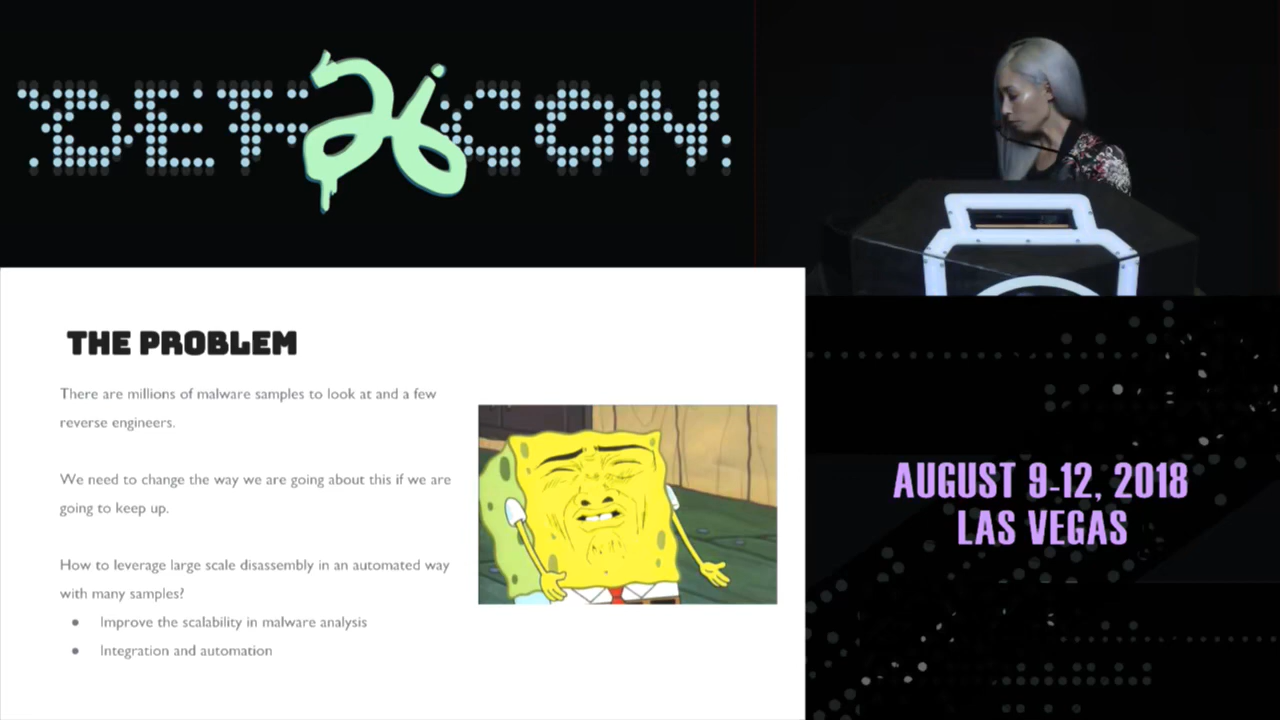 DEF 26 CON
THE PROBLEM
There are millions of malware samples to look at and a few
reverse engineers.
We need to change the way we are going about this if we are
going to keep up.
How to leverage large scale disassembly in an automated way
with many samples?
● Improve the scalability in malware analysis
● Integration and automation
AUGUST 9-12, 2018
LAS VEGAS